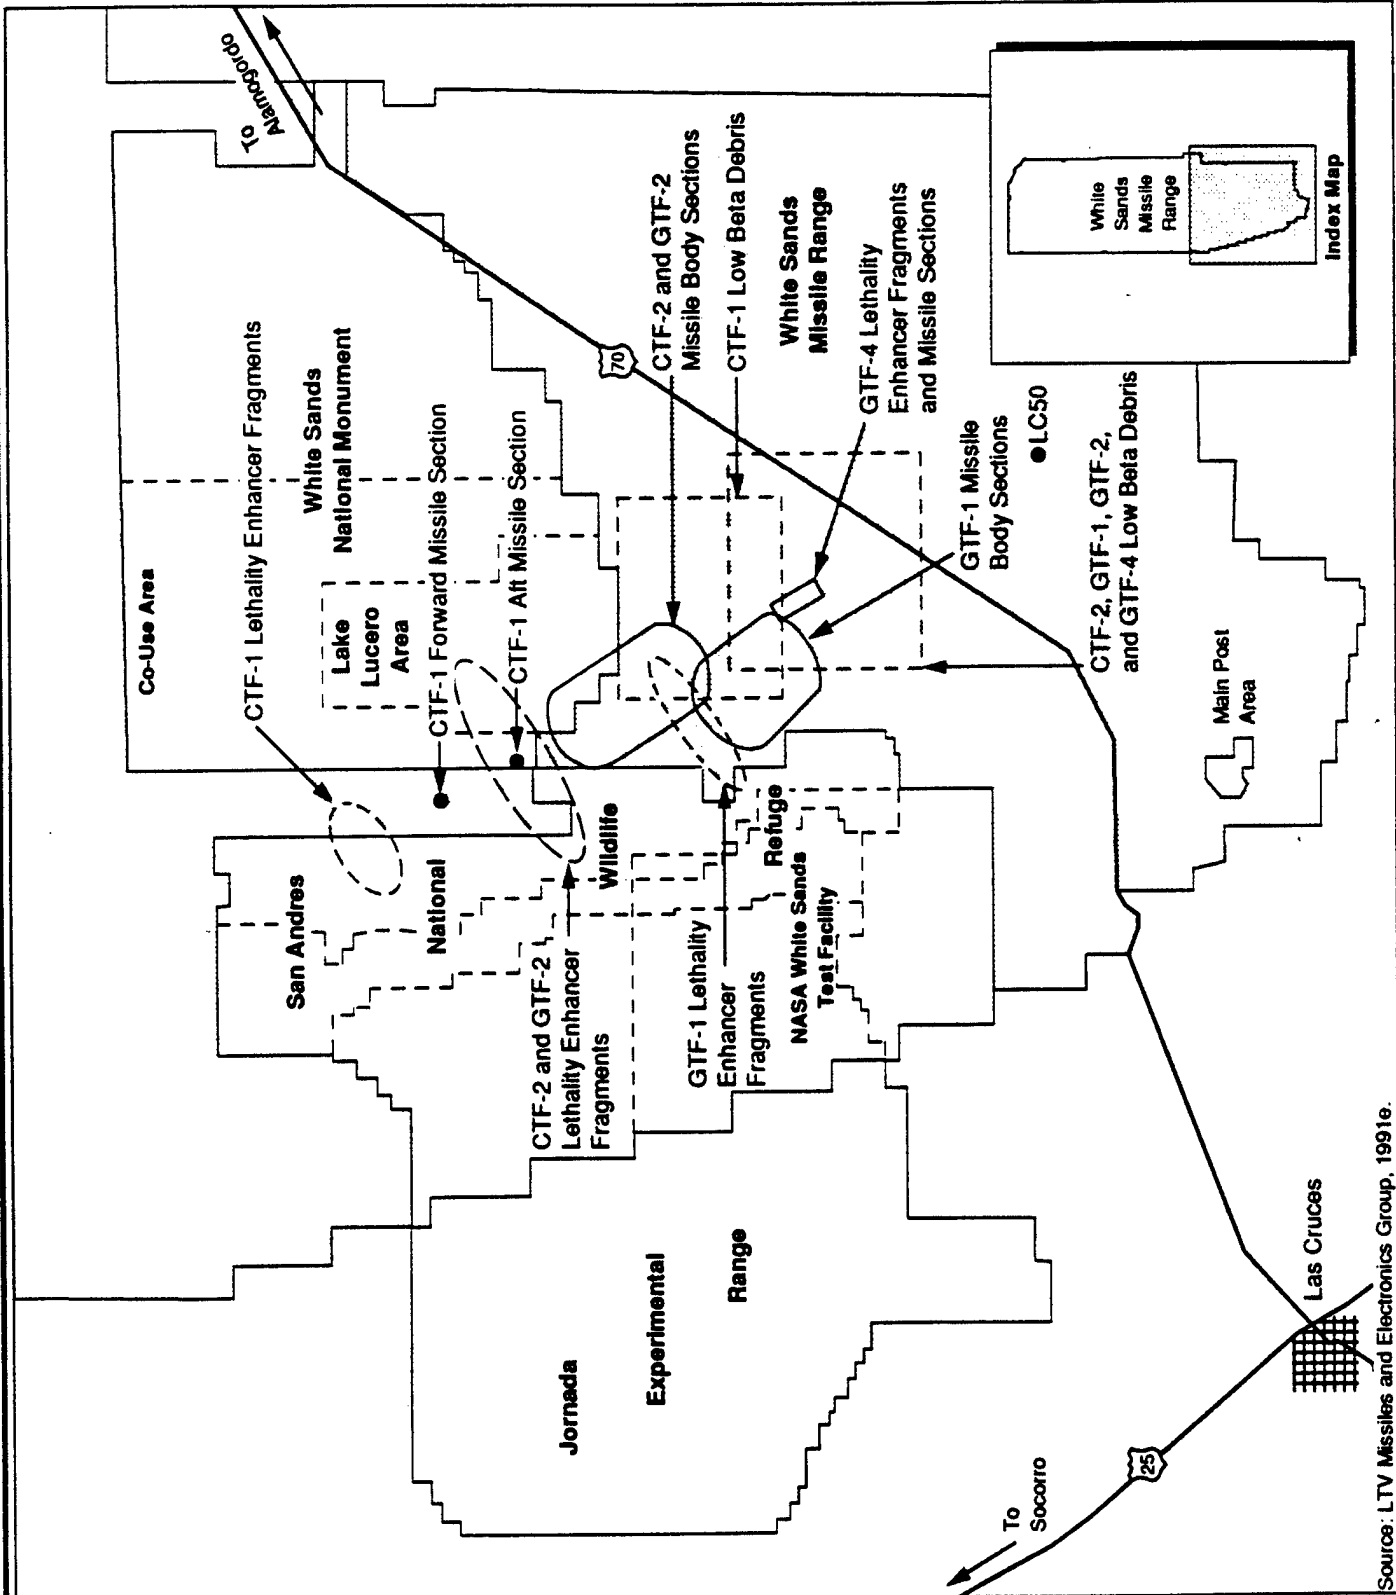 To
Alamogordo
Co-Use Area
CTF-1 Lethality Enhancer Fragments
White Sands
National Monument
Lake
Lucero
Area
CTF-1 Forward Missile Section
CTF-1 Aft Missile Section
70
CTF-2 and GTF-2
Missile Body Sections
CTF-1 Low Beta Debris
White Sands
Missile Range
GTF-4 Lethality
Enhancer Fragments
and Missile Sections
GTF-1 Missile
Body Sections
LC50
CTF-2, GTF-1, GTF-2,
and GTF-4 Low Beta Debris
Main Post
Area
San Andres
National
Wildlife
Refuge
CTF-2 and GTF-2
Lethality Enhancer
Fragments
GTF-1 Lethality
Enhancer
Fragments
NASA White Sands
Test Facility
Jornada
Experimental
Range
Las Cruces
25
To
Socorro
White
Sands
Missile
Range
Index Map
Source: LTV Missiles and Electronics Group, 1991e.